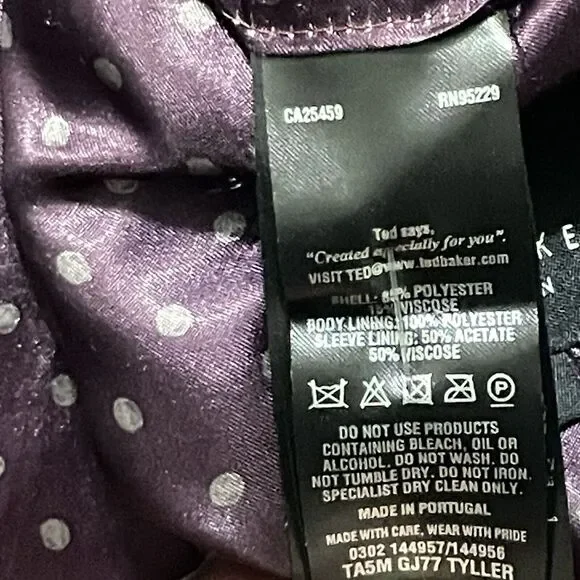 CA25459 RN95229
Ted says,
"Created especially for you".
VISIT TED@www.tedbaker.com
SHELL: POLYESTER
VISCOSE
BODY LINING: 100% POLYESTER
SLEEVE LINING: 50% ACETATE
50% VISCOSE
P
DO NOT USE PRODUCTS
CONTAINING BLEACH, OIL OR
ALCOHOL. DO NOT WASH. DO
NOT TUMBLE DRY. DO NOT IRON.
SPECIALIST DRY CLEAN ONLY.
MADE IN PORTUGAL
MADE WITH CARE, WEAR WITH PRIDE
0302 144957/144956
TA5M GJ77 TYLLER
K E
N